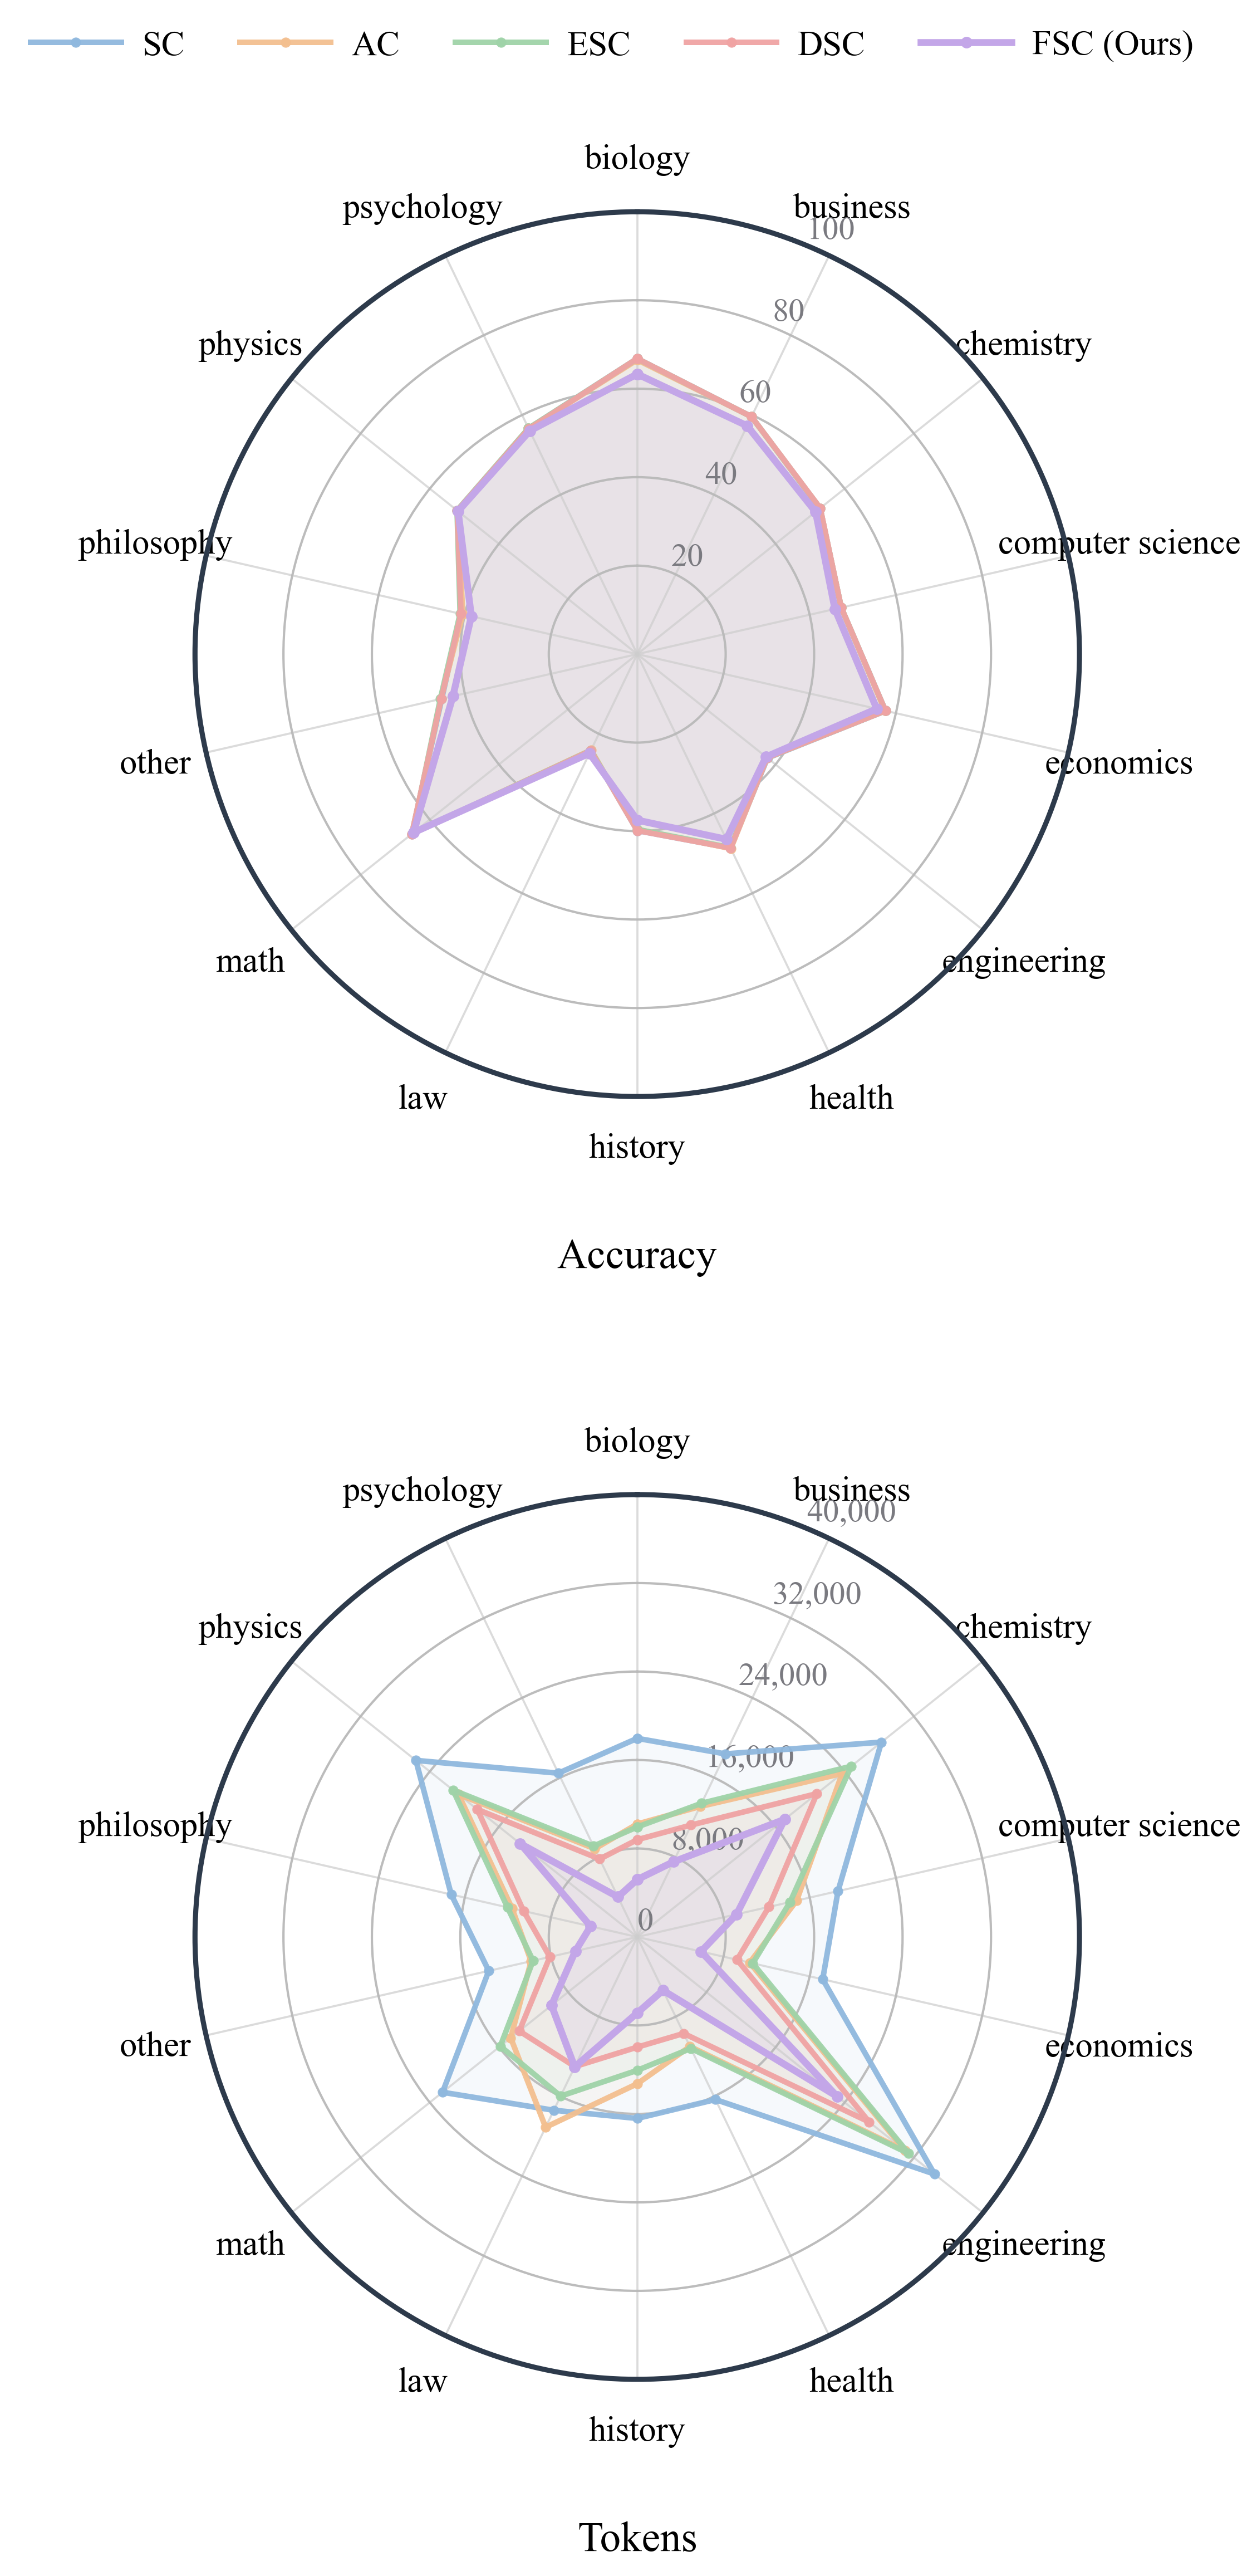 SC AC ESC DSC FSC (Ours)
biology
psychology business
100
80
physics chemistry
60
40
philosophy computer science
20
other economics
math engineering
law health
history
Accuracy
biology
psychology business
40,000
32,000
physics chemistry
24,000
16,000
philosophy computer science
8,000
0
other economics
math engineering
law health
history
Tokens